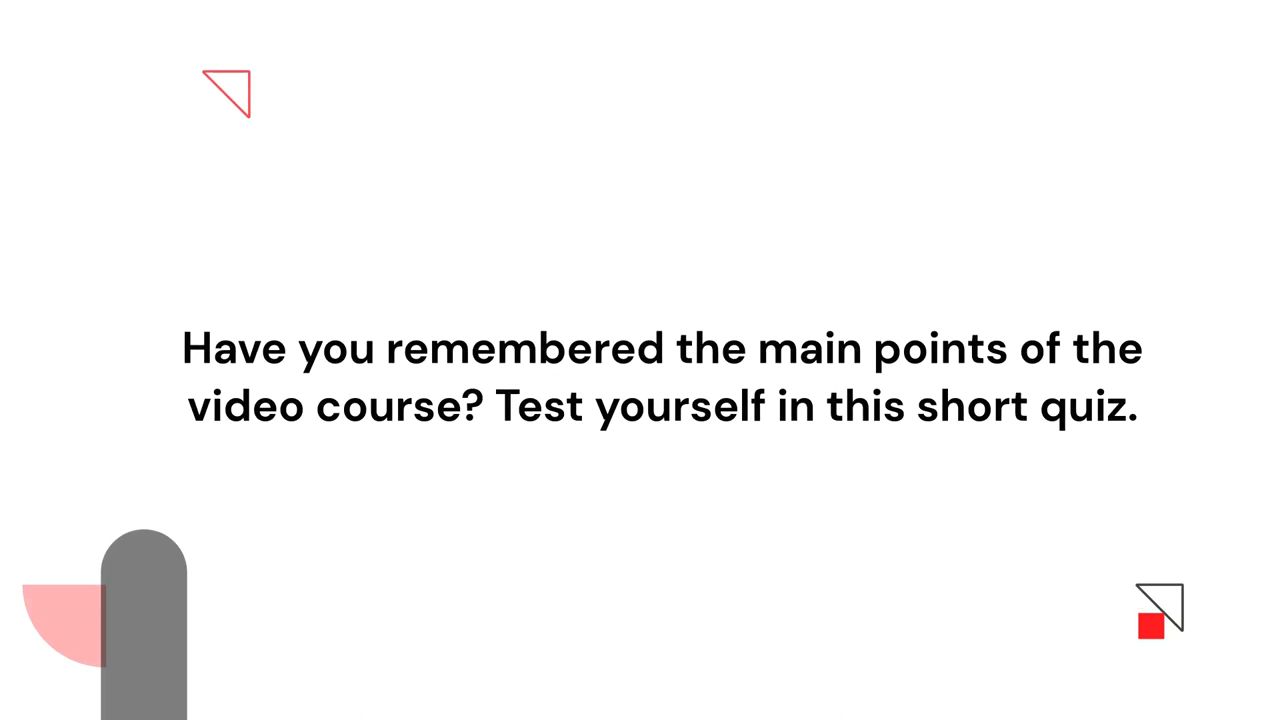 Have you remembered the main points of the
video course? Test yourself in this short quiz.